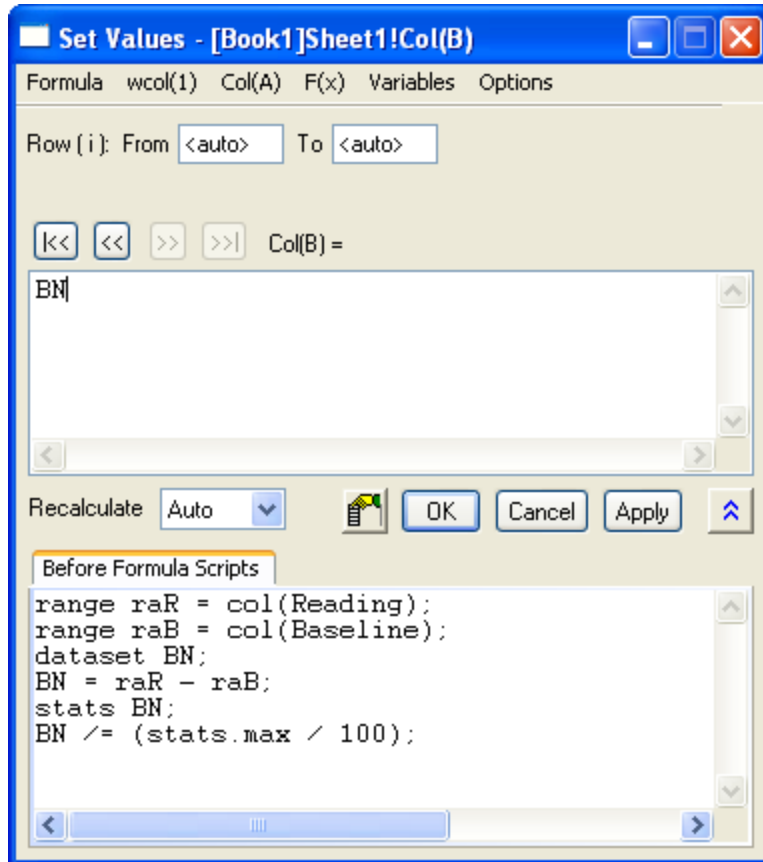 Set Values - [Book1]Sheet1!Col(B)
Formula wcol(1) Col(A) F(x) Variables Options
Row ( i ): From <auto> To <auto>
|<< << >> >>| Col(B) =
BN
Recalculate Auto OK Cancel Apply
Before Formula Scripts
range raR = col(Reading);
range raB = col(Baseline);
dataset BN;
BN = raR - raB;
stats BN;
BN /= (stats.max / 100);